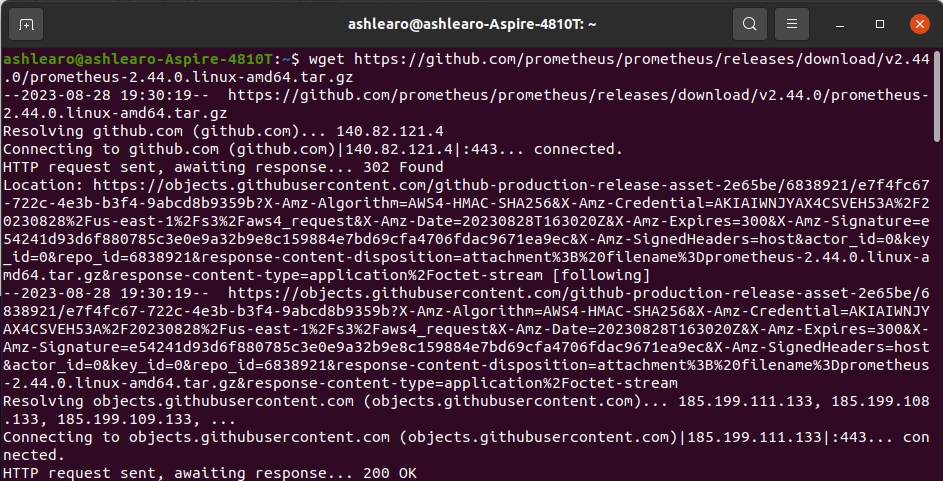 ashlearo@ashlearo-Aspire-4810T: ~
ashlearo@ashlearo-Aspire-4810T:~$ wget https://github.com/prometheus/prometheus/releases/download/v2.44
.0/prometheus-2.44.0.linux-amd64.tar.gz
--2023-08-28 19:30:19--  https://github.com/prometheus/prometheus/releases/download/v2.44.0/prometheus-
2.44.0.linux-amd64.tar.gz
Resolving github.com (github.com)... 140.82.121.4
Connecting to github.com (github.com)|140.82.121.4|:443... connected.
HTTP request sent, awaiting response... 302 Found
Location: https://objects.githubusercontent.com/github-production-release-asset-2e65be/6838921/e7f4fc67
-722c-4e3b-b3f4-9abcd8b9359b?X-Amz-Algorithm=AWS4-HMAC-SHA256&X-Amz-Credential=AKIAIWNJYAX4CSVEH53A%2F2
0230828%2Fus-east-1%2Fs3%2Faws4_request&X-Amz-Date=20230828T163020Z&X-Amz-Expires=300&X-Amz-Signature=e
54241d93d6f880785c3e0e9a32b9e8c159884e7bd69cfa4706fdac9671ea9ec&X-Amz-SignedHeaders=host&actor_id=0&key
_id=0&repo_id=6838921&response-content-disposition=attachment%3B%20filename%3Dprometheus-2.44.0.linux-a
md64.tar.gz&response-content-type=application%2Foctet-stream [following]
--2023-08-28 19:30:19--  https://objects.githubusercontent.com/github-production-release-asset-2e65be/6
838921/e7f4fc67-722c-4e3b-b3f4-9abcd8b9359b?X-Amz-Algorithm=AWS4-HMAC-SHA256&X-Amz-Credential=AKIAIWNJY
AX4CSVEH53A%2F20230828%2Fus-east-1%2Fs3%2Faws4_request&X-Amz-Date=20230828T163020Z&X-Amz-Expires=300&X-
Amz-Signature=e54241d93d6f880785c3e0e9a32b9e8c159884e7bd69cfa4706fdac9671ea9ec&X-Amz-SignedHeaders=host
&actor_id=0&key_id=0&repo_id=6838921&response-content-disposition=attachment%3B%20filename%3Dprometheus
-2.44.0.linux-amd64.tar.gz&response-content-type=application%2Foctet-stream
Resolving objects.githubusercontent.com (objects.githubusercontent.com)... 185.199.111.133, 185.199.108
.133, 185.199.109.133, ...
Connecting to objects.githubusercontent.com (objects.githubusercontent.com)|185.199.111.133|:443... con
nected.
HTTP request sent, awaiting response... 200 OK